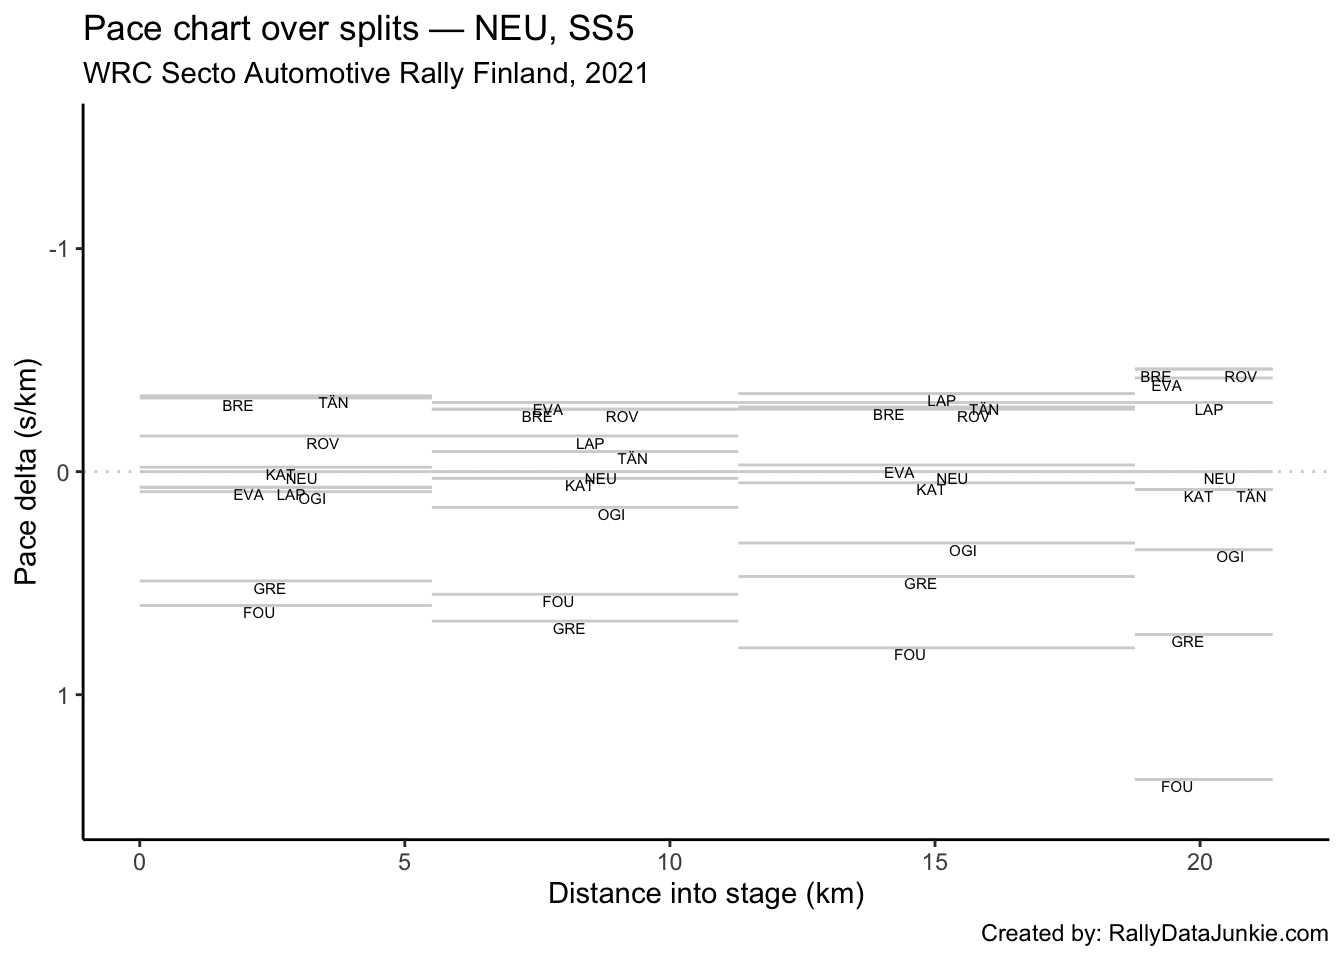 Pace chart over splits — NEU, SS5
WRC Secto Automotive Rally Finland, 2021
Pace delta (s/km)
-1
0
1
BRE TÄN
ROV
KAT NEU
EVA LAP OGI
GRE
FOU
EVA
BRE ROV
LAP
TÄN
NEU
KAT
OGI
FOU
GRE
LAP
TÄN
BRE ROV
EVA NEU
KAT
OGI
GRE
FOU
BRE ROV
EVA
LAP
NEU
KAT TÄN
OGI
GRE
FOU
0 5 10 15 20
Distance into stage (km)
Created by: RallyDataJunkie.com